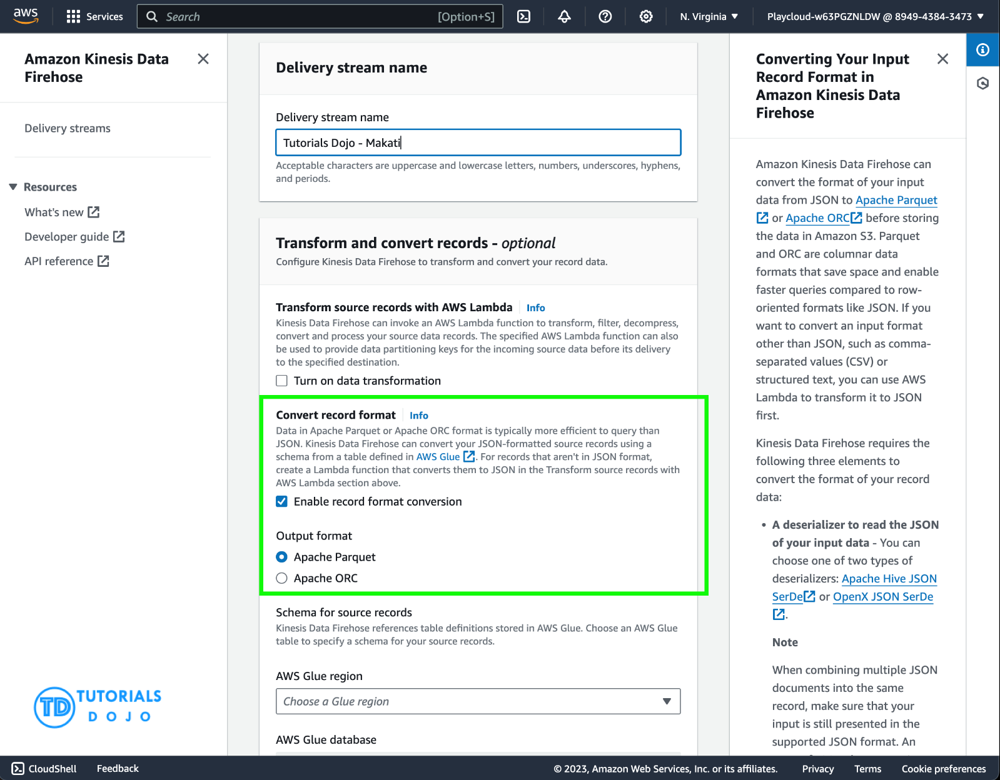 aws
Services
Search
[Option+S]
N. Virginia
Playcloud-w63PGZNLDW @ 8949-4384-3473
Amazon Kinesis Data
Firehose
Delivery streams
Resources
What's new
Developer guide
API reference
TD TUTORIALS
DOJO
Delivery stream name
Delivery stream name
Tutorials Dojo - Makati
Acceptable characters are uppercase and lowercase letters, numbers, underscores, hyphens,
and periods.
Transform and convert records - optional
Configure Kinesis Data Firehose to transform and convert your record data.
Transform source records with AWS Lambda Info
Kinesis Data Firehose can invoke an AWS Lambda function to transform, filter, decompress,
convert and process your source data records. The specified AWS Lambda function can also
be used to provide data partitioning keys for the incoming source data before its delivery
to the specified destination.
Turn on data transformation
Convert record format Info
Data in Apache Parquet or Apache ORC format is typically more efficient to query than
JSON. Kinesis Data Firehose can convert your JSON-formatted source records using a
schema from a table defined in AWS Glue. For records that aren't in JSON format,
create a Lambda function that converts them to JSON in the Transform source records with
AWS Lambda section above.
Enable record format conversion
Output format
Apache Parquet
Apache ORC
Schema for source records
Kinesis Data Firehose references table definitions stored in AWS Glue. Choose an AWS Glue
table to specify a schema for your source records.
AWS Glue region
Choose a Glue region
AWS Glue database
Converting Your Input
Record Format in
Amazon Kinesis Data
Firehose
Amazon Kinesis Data Firehose can
convert the format of your input
data from JSON to Apache Parquet
or Apache ORC before storing
the data in Amazon S3. Parquet
and ORC are columnar data
formats that save space and enable
faster queries compared to row-
oriented formats like JSON. If you
want to convert an input format
other than JSON, such as comma-
separated values (CSV) or
structured text, you can use AWS
Lambda to transform it to JSON
first.
Kinesis Data Firehose requires the
following three elements to
convert the format of your record
data:
• A deserializer to read the JSON
of your input data - You can
choose one of two types of
deserializers: Apache Hive JSON
SerDe or OpenX JSON SerDe
.
Note
When combining multiple JSON
documents into the same
record, make sure that your
input is still presented in the
supported JSON format. An
CloudShell
Feedback
© 2023, Amazon Web Services, Inc. or its affiliates.
Privacy
Terms
Cookie preferences